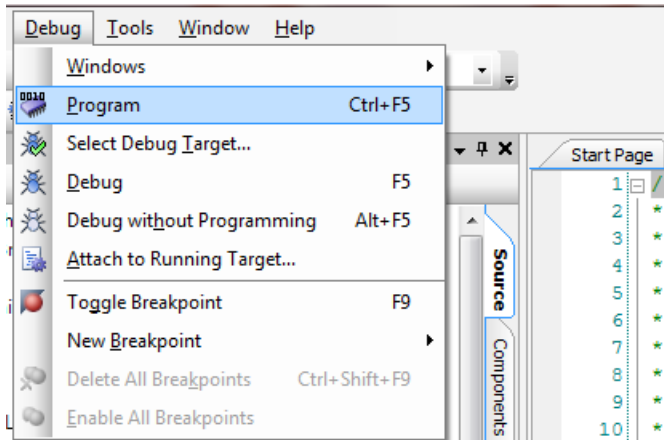 Debug Tools Window Help
Windows
Program Ctrl+F5
Select Debug Target...
Debug F5
Debug without Programming Alt+F5
Attach to Running Target...
Toggle Breakpoint F9
New Breakpoint
Delete All Breakpoints Ctrl+Shift+F9
Enable All Breakpoints
Source
Components
Start Page
1 /
2 *
3 *
4 *
5 *
6 *
7 *
8 *
9 *
10 *